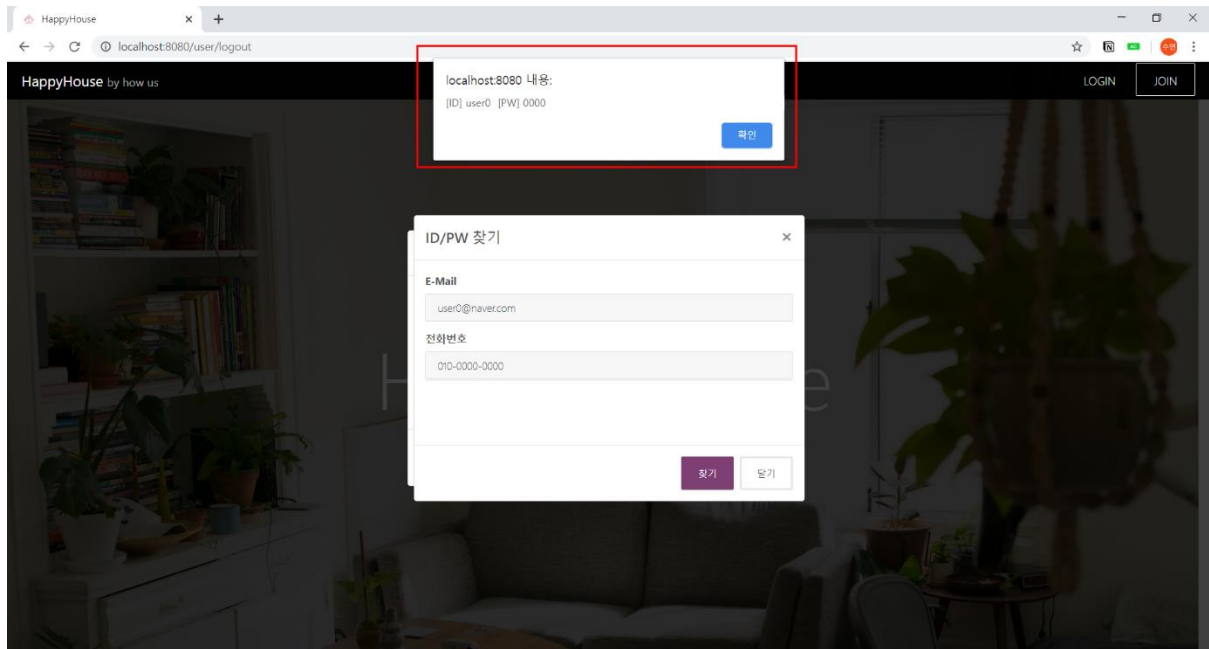 HappyHouse
localhost:8080/user/logout
수연
HappyHouse by how us
LOGIN
JOIN
localhost:8080 내용:
[ID] user0 [PW] 0000
확인
ID/PW 찾기
E-Mail
user0@naver.com
전화번호
010-0000-0000
찾기
닫기
H
e